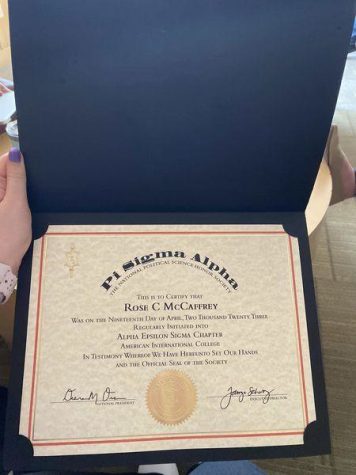 Pi Sigma Alpha
The National Political Science Honor Society
This is to Certify that
Rose C McCaffrey
Was on the Nineteenth Day of April, Two Thousand Twenty Three
Regularly Initiated into
Alpha Epsilon Sigma Chapter
American International College
In Testimony Whereof We Have Hereunto Set Our Hands
and the Official Seal of the Society
National President
Executive Director